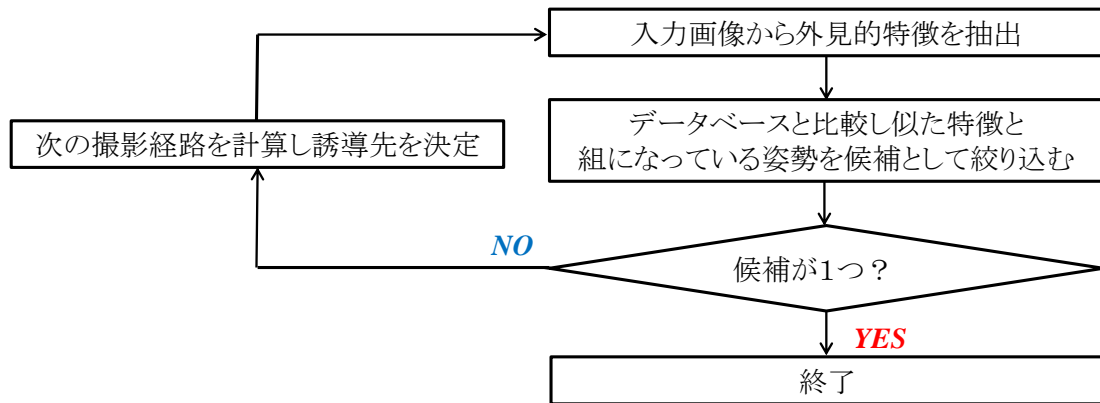 入力画像から外見的特徴を抽出
データベースと比較し似た特徴と
組になっている姿勢を候補として絞り込む
次の撮影経路を計算し誘導先を決定
NO
候補が1つ？
YES
終了